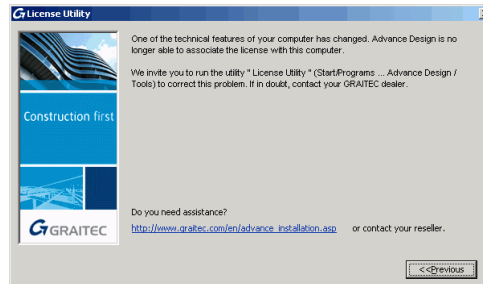 License Utility
One of the technical features of your computer has changed. Advance Design is no
longer able to associate the license with this computer.
We invite you to run the utility " License Utility " (Start/Programs ... Advance Design /
Tools) to correct this problem. If in doubt, contact your GRAITEC dealer.
Construction first
GRAITEC
Do you need assistance?
http://www.graitec.com/en/advance_installation.asp or contact your reseller.
<<Previous